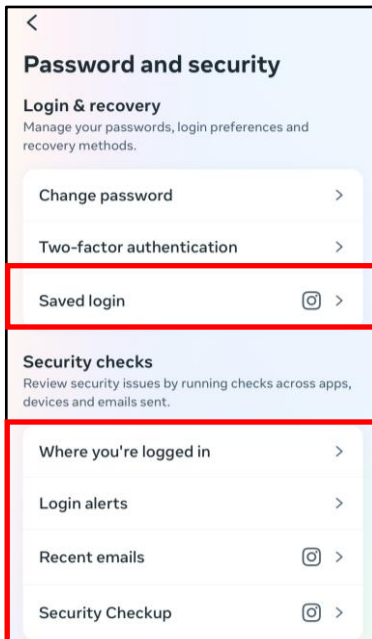 Password and security
Login & recovery
Manage your passwords, login preferences and
recovery methods.
Change password
Two-factor authentication
Saved login
Security checks
Review security issues by running checks across apps,
devices and emails sent.
Where you're logged in
Login alerts
Recent emails
Security Checkup